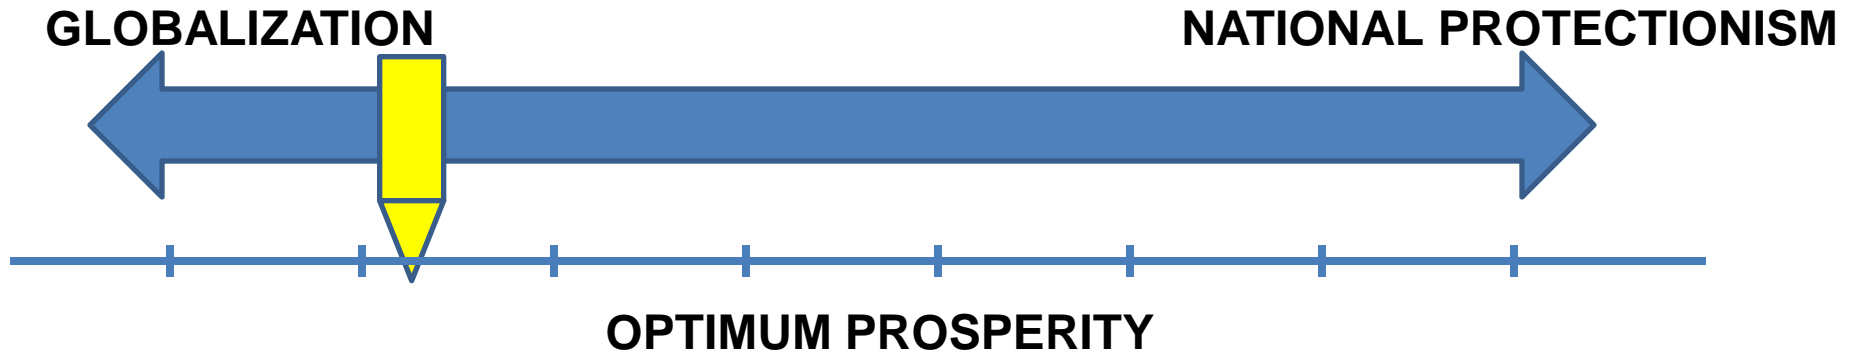 GLOBALIZATION
NATIONAL PROTECTIONISM
OPTIMUM PROSPERITY